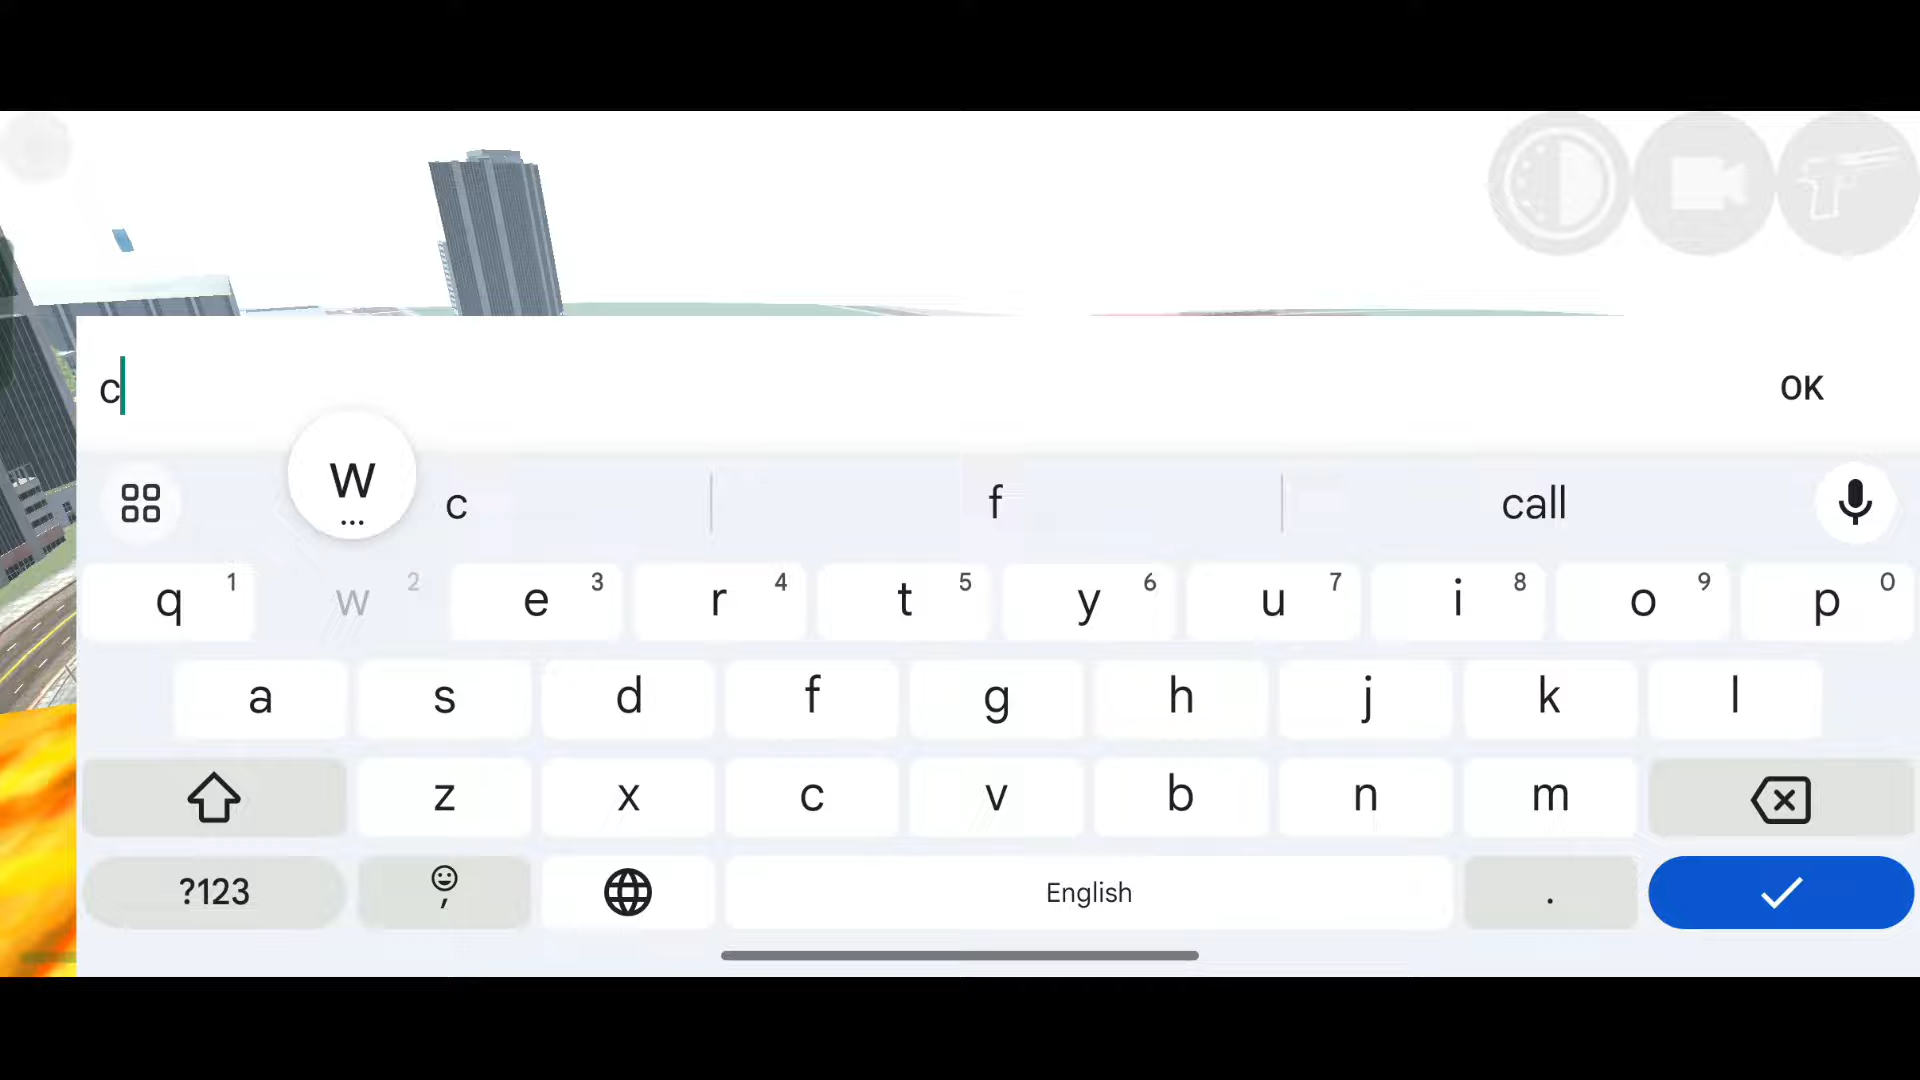 c
OK
w
...
c f call
q 1 w 2 e 3 r 4 t 5 y 6 u 7 i 8 o 9 p 0
a s d f g h j k l
z x c v b n m
?123 , English .